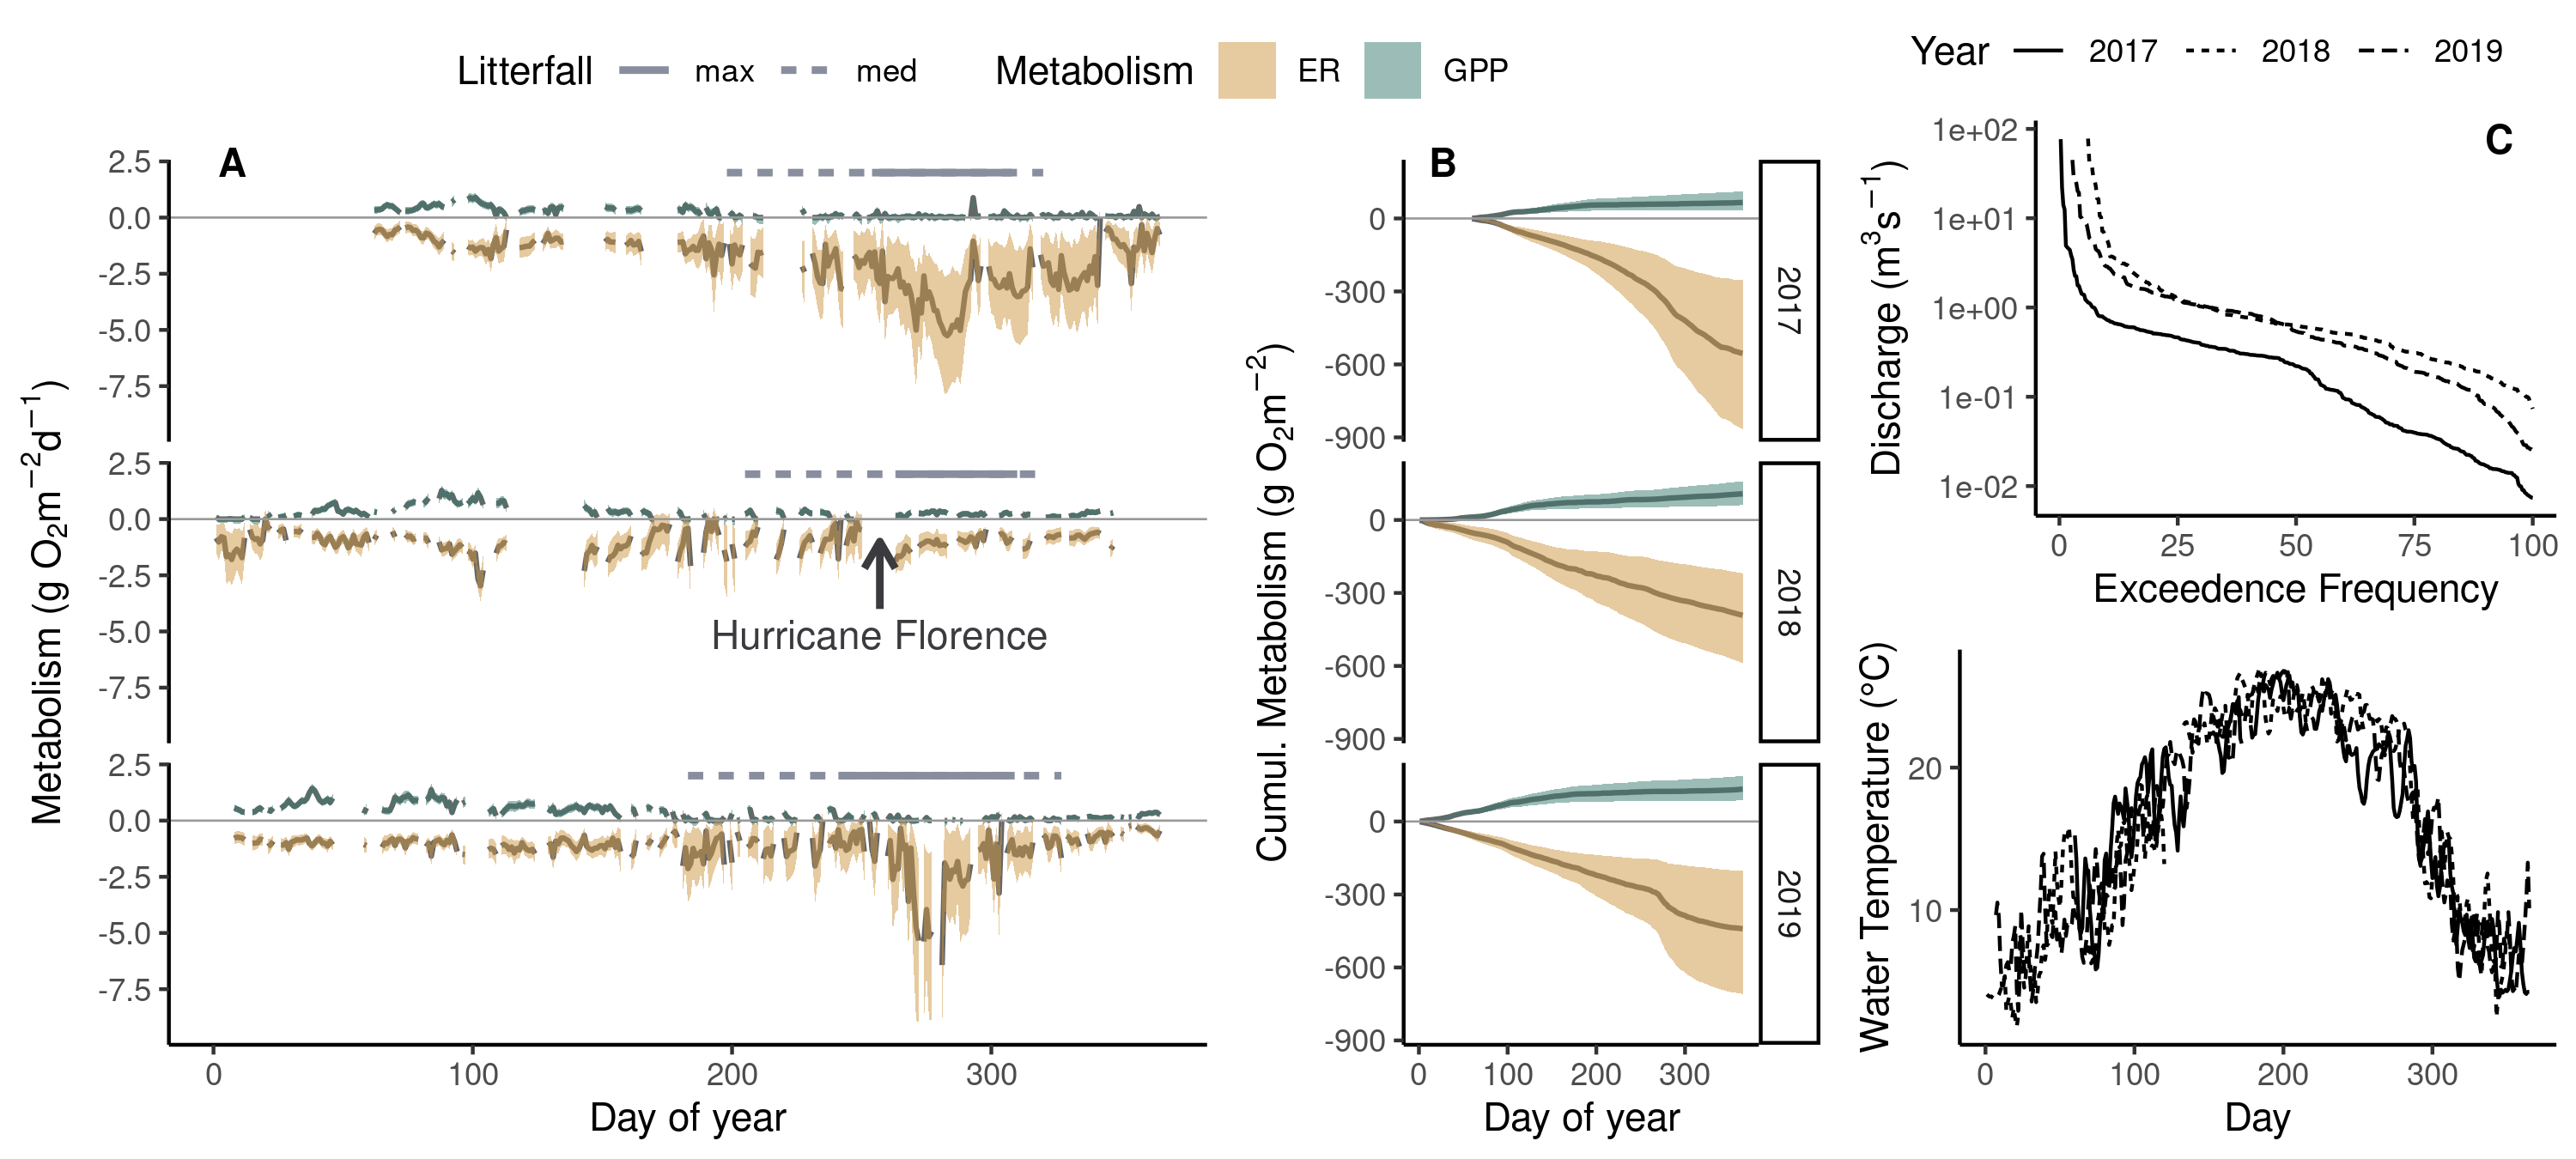 Litterfall max med Metabolism ER GPP
Year 2017 2018 2019
A
B
C
Metabolism (g O₂m⁻²d⁻¹)
2.5
0.0
-2.5
-5.0
-7.5
2.5
0.0
-2.5
-5.0
-7.5
Hurricane Florence
2.5
0.0
-2.5
-5.0
-7.5
0 100 200 300
Day of year
Cumul. Metabolism (g O₂m⁻²)
0
-300
-600
-900
2017
0
-300
-600
-900
2018
0
-300
-600
-900
2019
0 100 200 300
Day of year
Discharge (m³s⁻¹)
1e+02
1e+01
1e+00
1e-01
1e-02
0 25 50 75 100
Exceedence Frequency
Water Temperature (°C)
20
10
0 100 200 300
Day